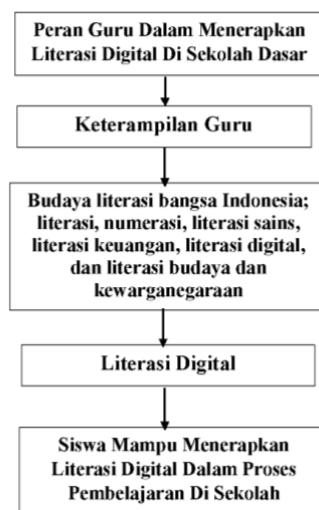 Peran Guru Dalam Menerapkan
Literasi Digital Di Sekolah Dasar
Keterampilan Guru
Budaya literasi bangsa Indonesia;
literasi, numerasi, literasi sains,
literasi keuangan, literasi digital,
dan literasi budaya dan
kewarganegaraan
Literasi Digital
Siswa Mampu Menerapkan
Literasi Digital Dalam Proses
Pembelajaran Di Sekolah